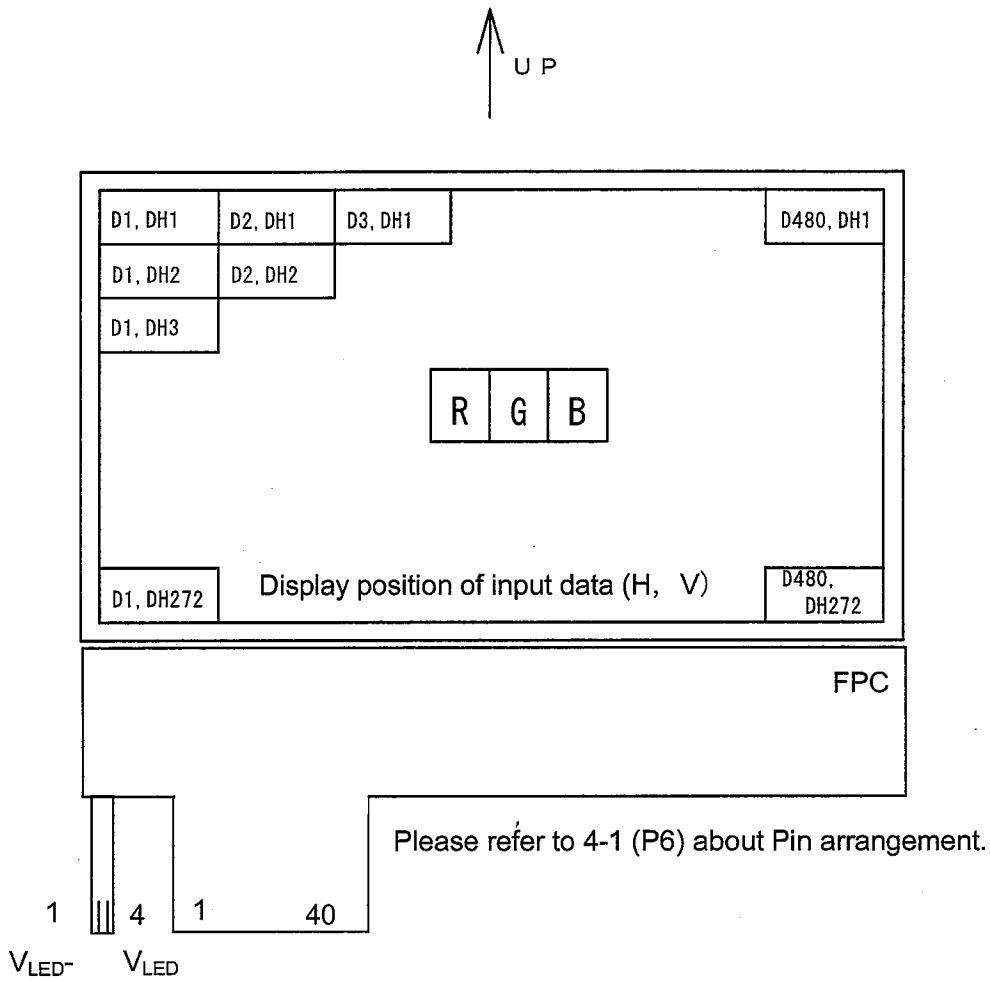 UP
D1, DH1 D2, DH1 D3, DH1 D480, DH1
D1, DH2 D2, DH2
D1, DH3
R G B
D1, DH272 Display position of input data (H, V) D480,
DH272
FPC
Please refer to 4-1 (P6) about Pin arrangement.
1 4 1 40
VLED- VLED